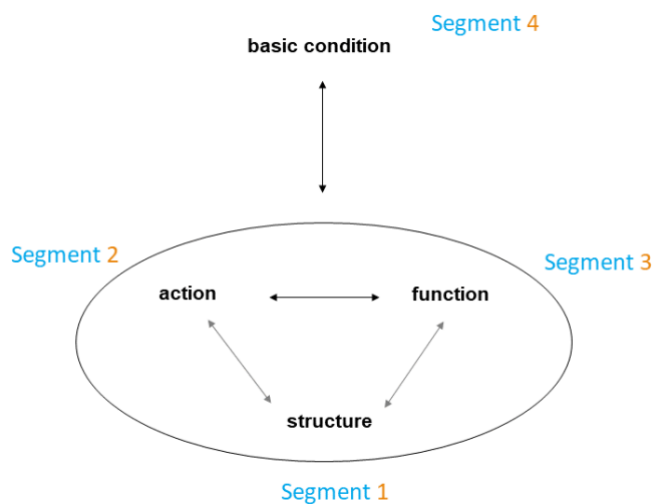 Segment 4
basic condition
Segment 2
Segment 3
action
function
structure
Segment 1